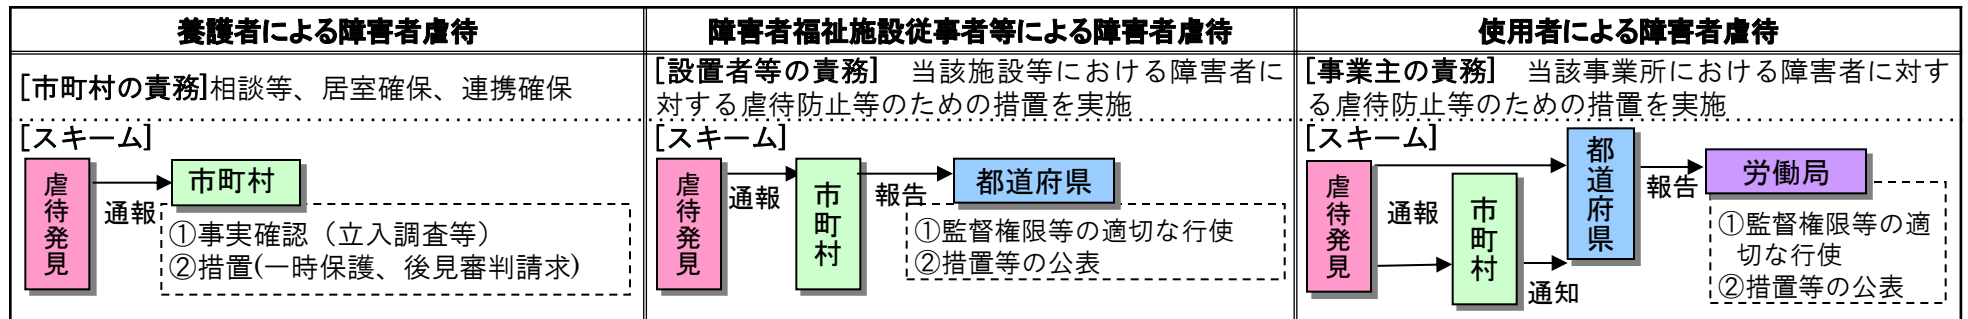 養護者による障害者虐待
[市町村の責務]相談等、居室確保、連携確保
[スキーム]
虐待発見
通報
市町村
①事実確認（立入調査等）
②措置(一時保護、後見審判請求)
障害者福祉施設従事者等による障害者虐待
[設置者等の責務]　当該施設等における障害者に
対する虐待防止等のための措置を実施
[スキーム]
虐待発見
通報
市町村
報告
都道府県
①監督権限等の適切な行使
②措置等の公表
使用者による障害者虐待
[事業主の責務]　当該事業所における障害者に対す
る虐待防止等のための措置を実施
[スキーム]
虐待発見
通報
市町村
通知
都道府県
報告
労働局
①監督権限等の適
切な行使
②措置等の公表